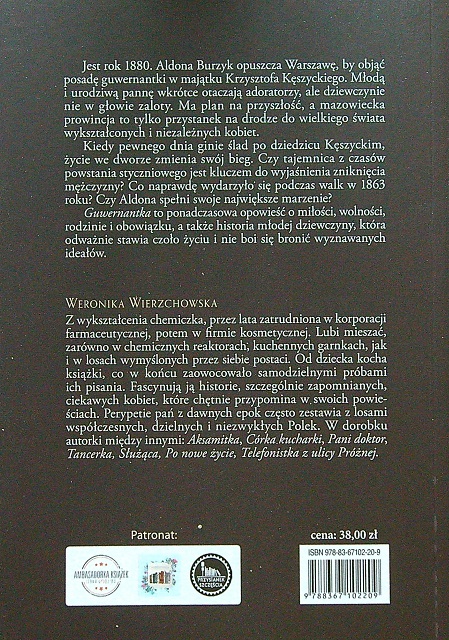 Jest rok 1880. Aldona Burzyk opuszcza Warszawę, by objąć
posadę guwernantki w majątku Krzysztofa Kęszyckiego. Młodą
i urodziwą pannę wkrótce otaczają adoratorzy, ale dziewczynie
nie w głowie zaloty. Ma plan na przyszłość, a mazowiecka
prowincja to tylko przystanek na drodze do wielkiego świata
wykształconych i niezależnych kobiet.
Kiedy pewnego dnia ginie ślad po dziedzicu Kęszyckim,
życie we dworze zmienia swój bieg. Czy tajemnica z czasów
powstania styczniowego jest kluczem do wyjaśnienia zniknięcia
mężczyzny? Co naprawdę wydarzyło się podczas walk w 1863
roku? Czy Aldona spełni swoje największe marzenie?
Guwernantka to ponadczasowa opowieść o miłości, wolności,
rodzinie i obowiązku, a także historia młodej dziewczyny, która
odważnie stawia czoło życiu i nie boi się bronić wyznawanych
ideałów.
WERONIKA WIERZCHOWSKA
Z wykształcenia chemiczka, przez lata zatrudniona w korporacji
farmaceutycznej, potem w firmie kosmetycznej. Lubi mieszać,
zarówno w chemicznych reaktorach, kuchennych garnkach, jak
i w losach wymyślonych przez siebie postaci. Od dziecka kocha
książki, co w końcu zaowocowało samodzielnymi próbami
ich pisania. Fascynują ją historie, szczególnie zapomnianych,
ciekawych kobiet, które chętnie przypomina w swoich powie-
ściach. Perypetie pań z dawnych epok często zestawia z losami
współczesnych, dzielnych i niezwykłych Polek. W dorobku
autorki między innymi: Aksamitka, Córka kucharki, Pani doktor,
Tancerka, Służąca, Po nowe życie, Telefonistka z ulicy Próżnej.
Patronat:
cena: 38,00 zł
AMBASADORKA KSIĄŻEK
PRZYSTANEK
SZCZĘŚCIA
ISBN 978-83-67102-20-9
9 788367 102209